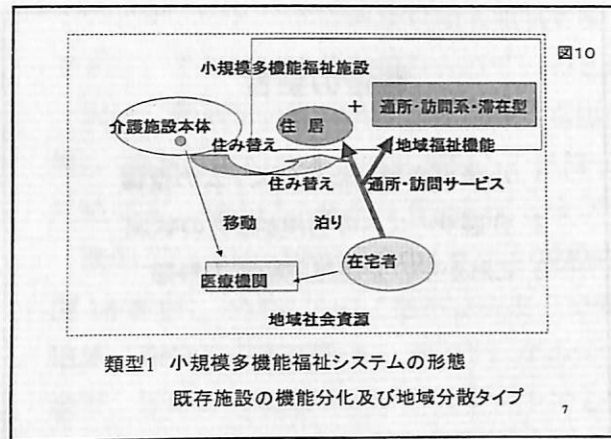 図10
小規模多機能福祉施設
+
通所・訪問系・滞在型
介護施設本体
住居
住み替え
地域福祉機能
住み替え
通所・訪問サービス
移動
泊り
医療機関
在宅者
地域社会資源
類型1 小規模多機能福祉システムの形態
既存施設の機能分化及び地域分散タイプ
7